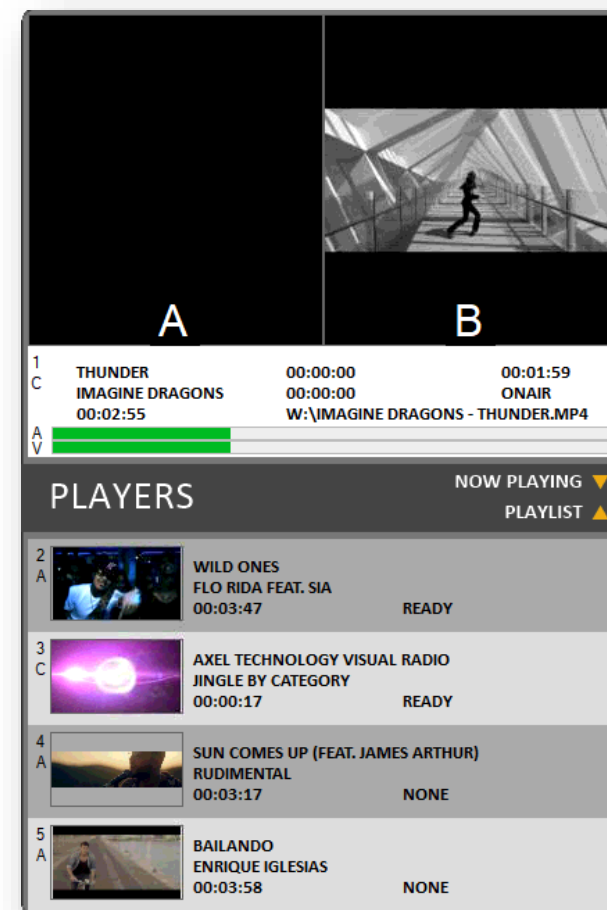 A
B
1
C
THUNDER 00:00:00 00:01:59
IMAGINE DRAGONS 00:00:00 ONAIR
00:02:55 W:\IMAGINE DRAGONS - THUNDER.MP4
A
V
PLAYERS
NOW PLAYING
PLAYLIST
2
A
WILD ONES
FLO RIDA FEAT. SIA
00:03:47 READY
3
C
AXEL TECHNOLOGY VISUAL RADIO
JINGLE BY CATEGORY
00:00:17 READY
4
A
SUN COMES UP (FEAT. JAMES ARTHUR)
RUDIMENTAL
00:03:17 NONE
5
A
BAILANDO
ENRIQUE IGLESIAS
00:03:58 NONE